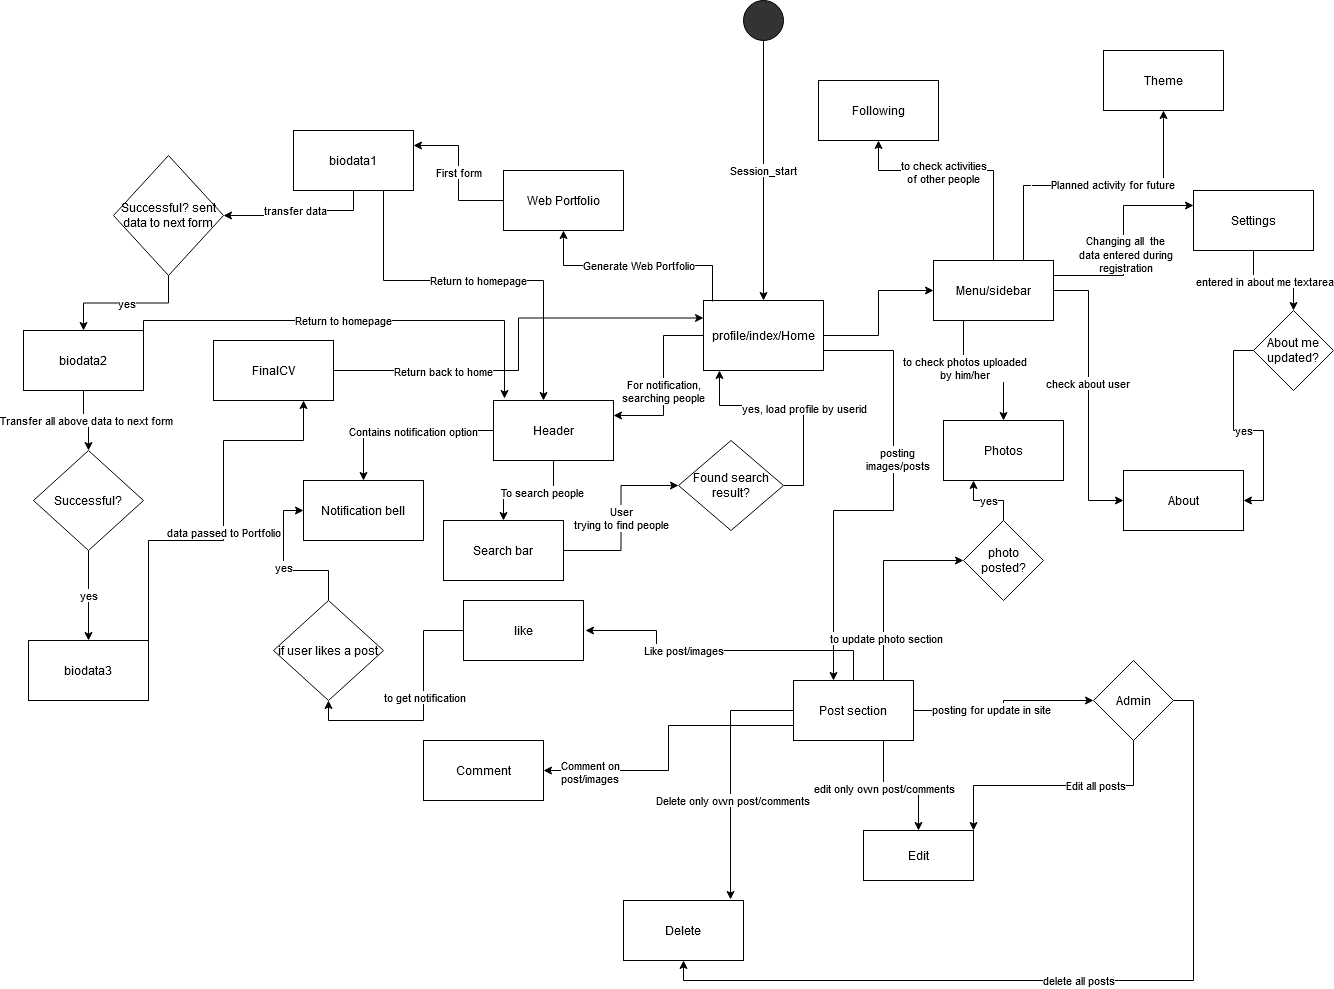 Theme
Following
biodata1
to check activities
of other people
Session_start
First form
Planned activity for future
Web Portfolio
Successful? sent
data to next form
transfer data
Settings
Changing all  the
data entered during
registration
Generate Web Portfolio
Return to homepage
entered in about me textarea
Menu/sidebar
yes
Return to homepage
profile/index/Home
About me
updated?
biodata2
FinalCV
Return back to home
to check photos uploaded
by him/her
check about user
For notification,
searching people
yes, load profile by userid
Transfer all above data to next form
Contains notification option
Header
yes
Photos
posting
images/posts
Found search
result?
To search people
Successful?
yes
About
Notification bell
User
trying to find people
data passed to Portfolio
Search bar
photo
posted?
yes
yes
like
to update photo section
if user likes a post
Like post/images
biodata3
to get notification
Post section
posting for update in site
Admin
Comment
Comment on
post/images
edit only own post/comments
Edit all posts
Delete only own post/comments
Edit
Delete
delete all posts